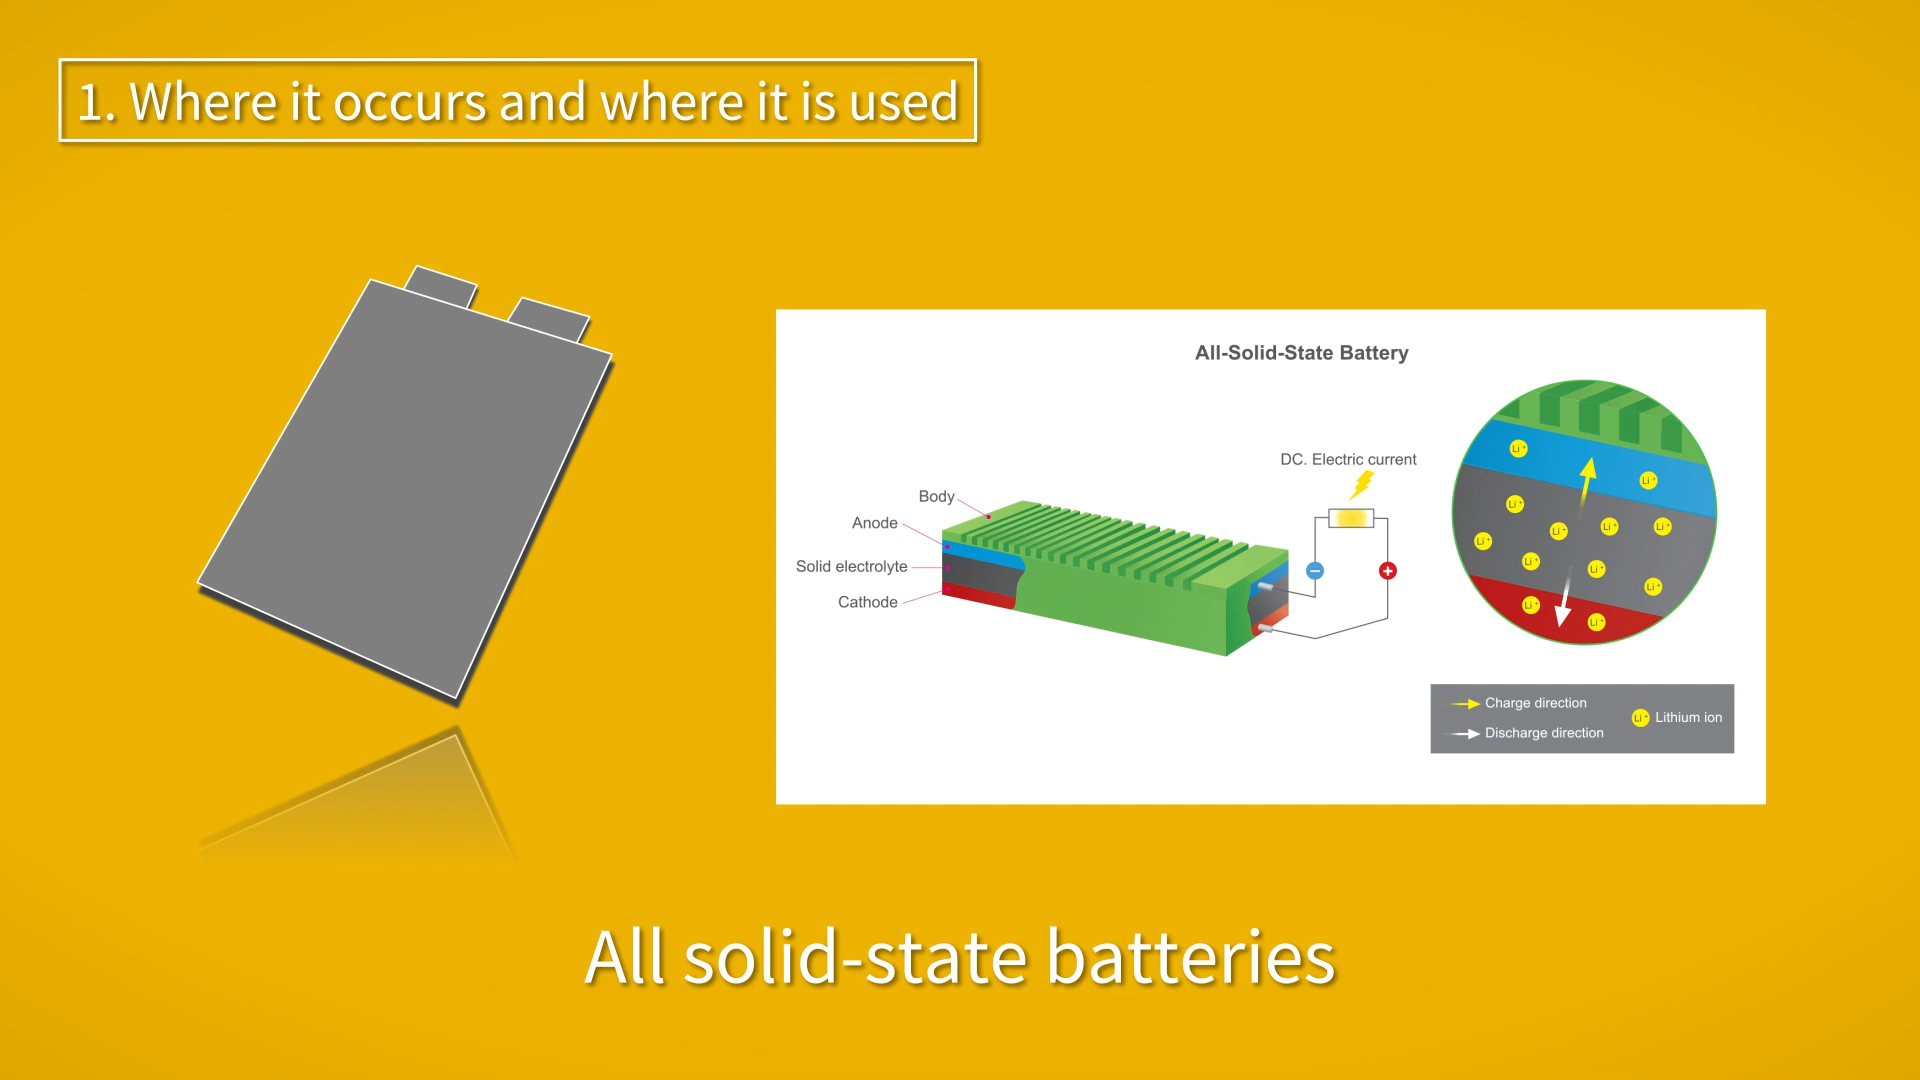 1. Where it occurs and where it is used
All-Solid-State Battery
DC. Electric current
Body
Anode
Solid electrolyte
Cathode
−
+
Li+
Li+
Li+
Li+
Li+
Li+
Li+
Li+
Li+
Li+
Li+
Li+
Charge direction
Discharge direction
Li+ Lithium ion
All solid-state batteries